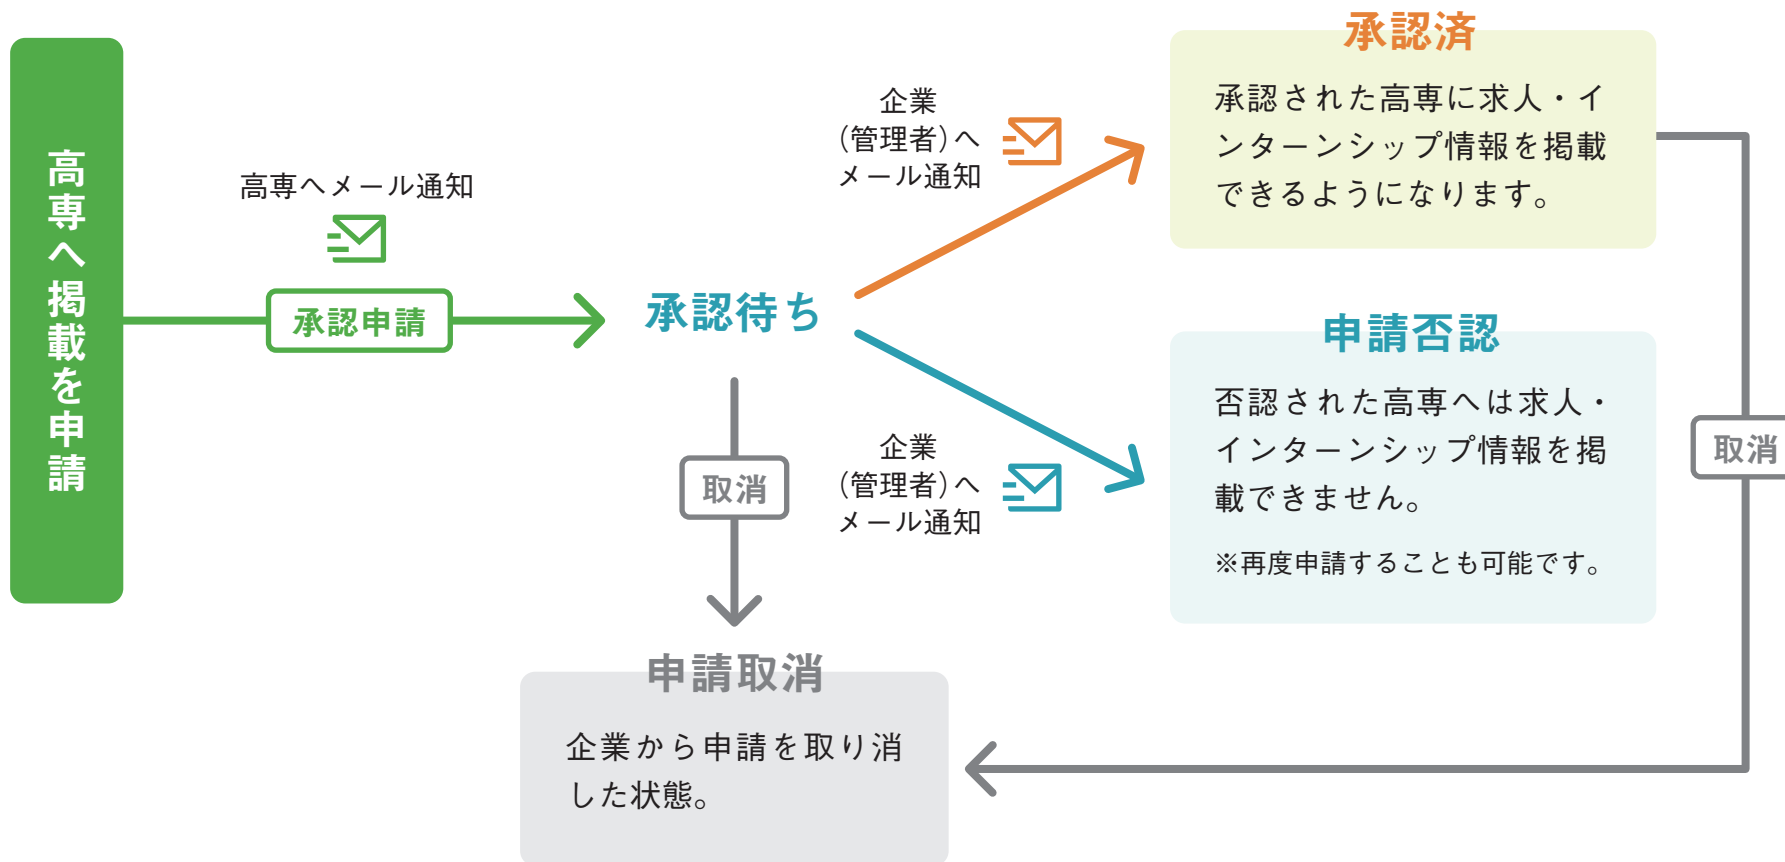 高専へ掲載を申請
高専へメール通知
承認申請
承認待ち
企業
(管理者)へ
メール通知
承認済
承認された高専に求人・イ
ンターンシップ情報を掲載
できるようになります。
企業
(管理者)へ
メール通知
申請否認
否認された高専へは求人・
インターンシップ情報を掲
載できません。
※再度申請することも可能です。
取消
取消
申請取消
企業から申請を取り消
した状態。